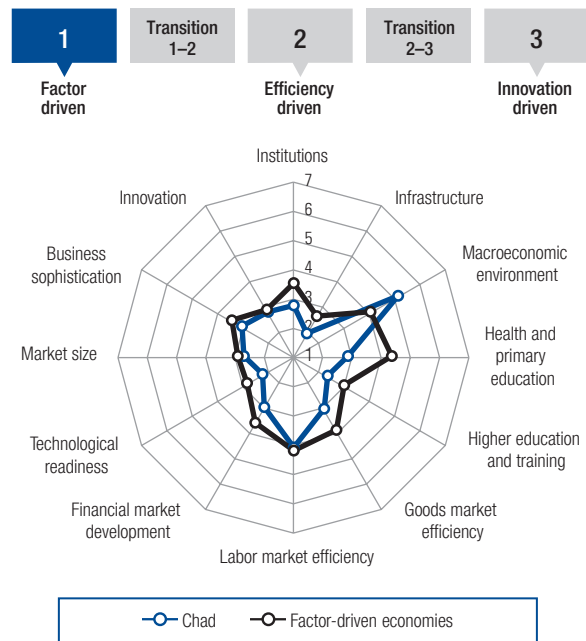 1
Transition
1–2
2
Transition
2–3
3
Factor
driven
Efficiency
driven
Innovation
driven
Institutions
Infrastructure
Macroeconomic
environment
Health and
primary
education
Higher education
and training
Goods market
efficiency
Labor market efficiency
Financial market
development
Technological
readiness
Market size
Business
sophistication
Innovation
7
6
5
4
3
2
1
Chad
Factor-driven economies